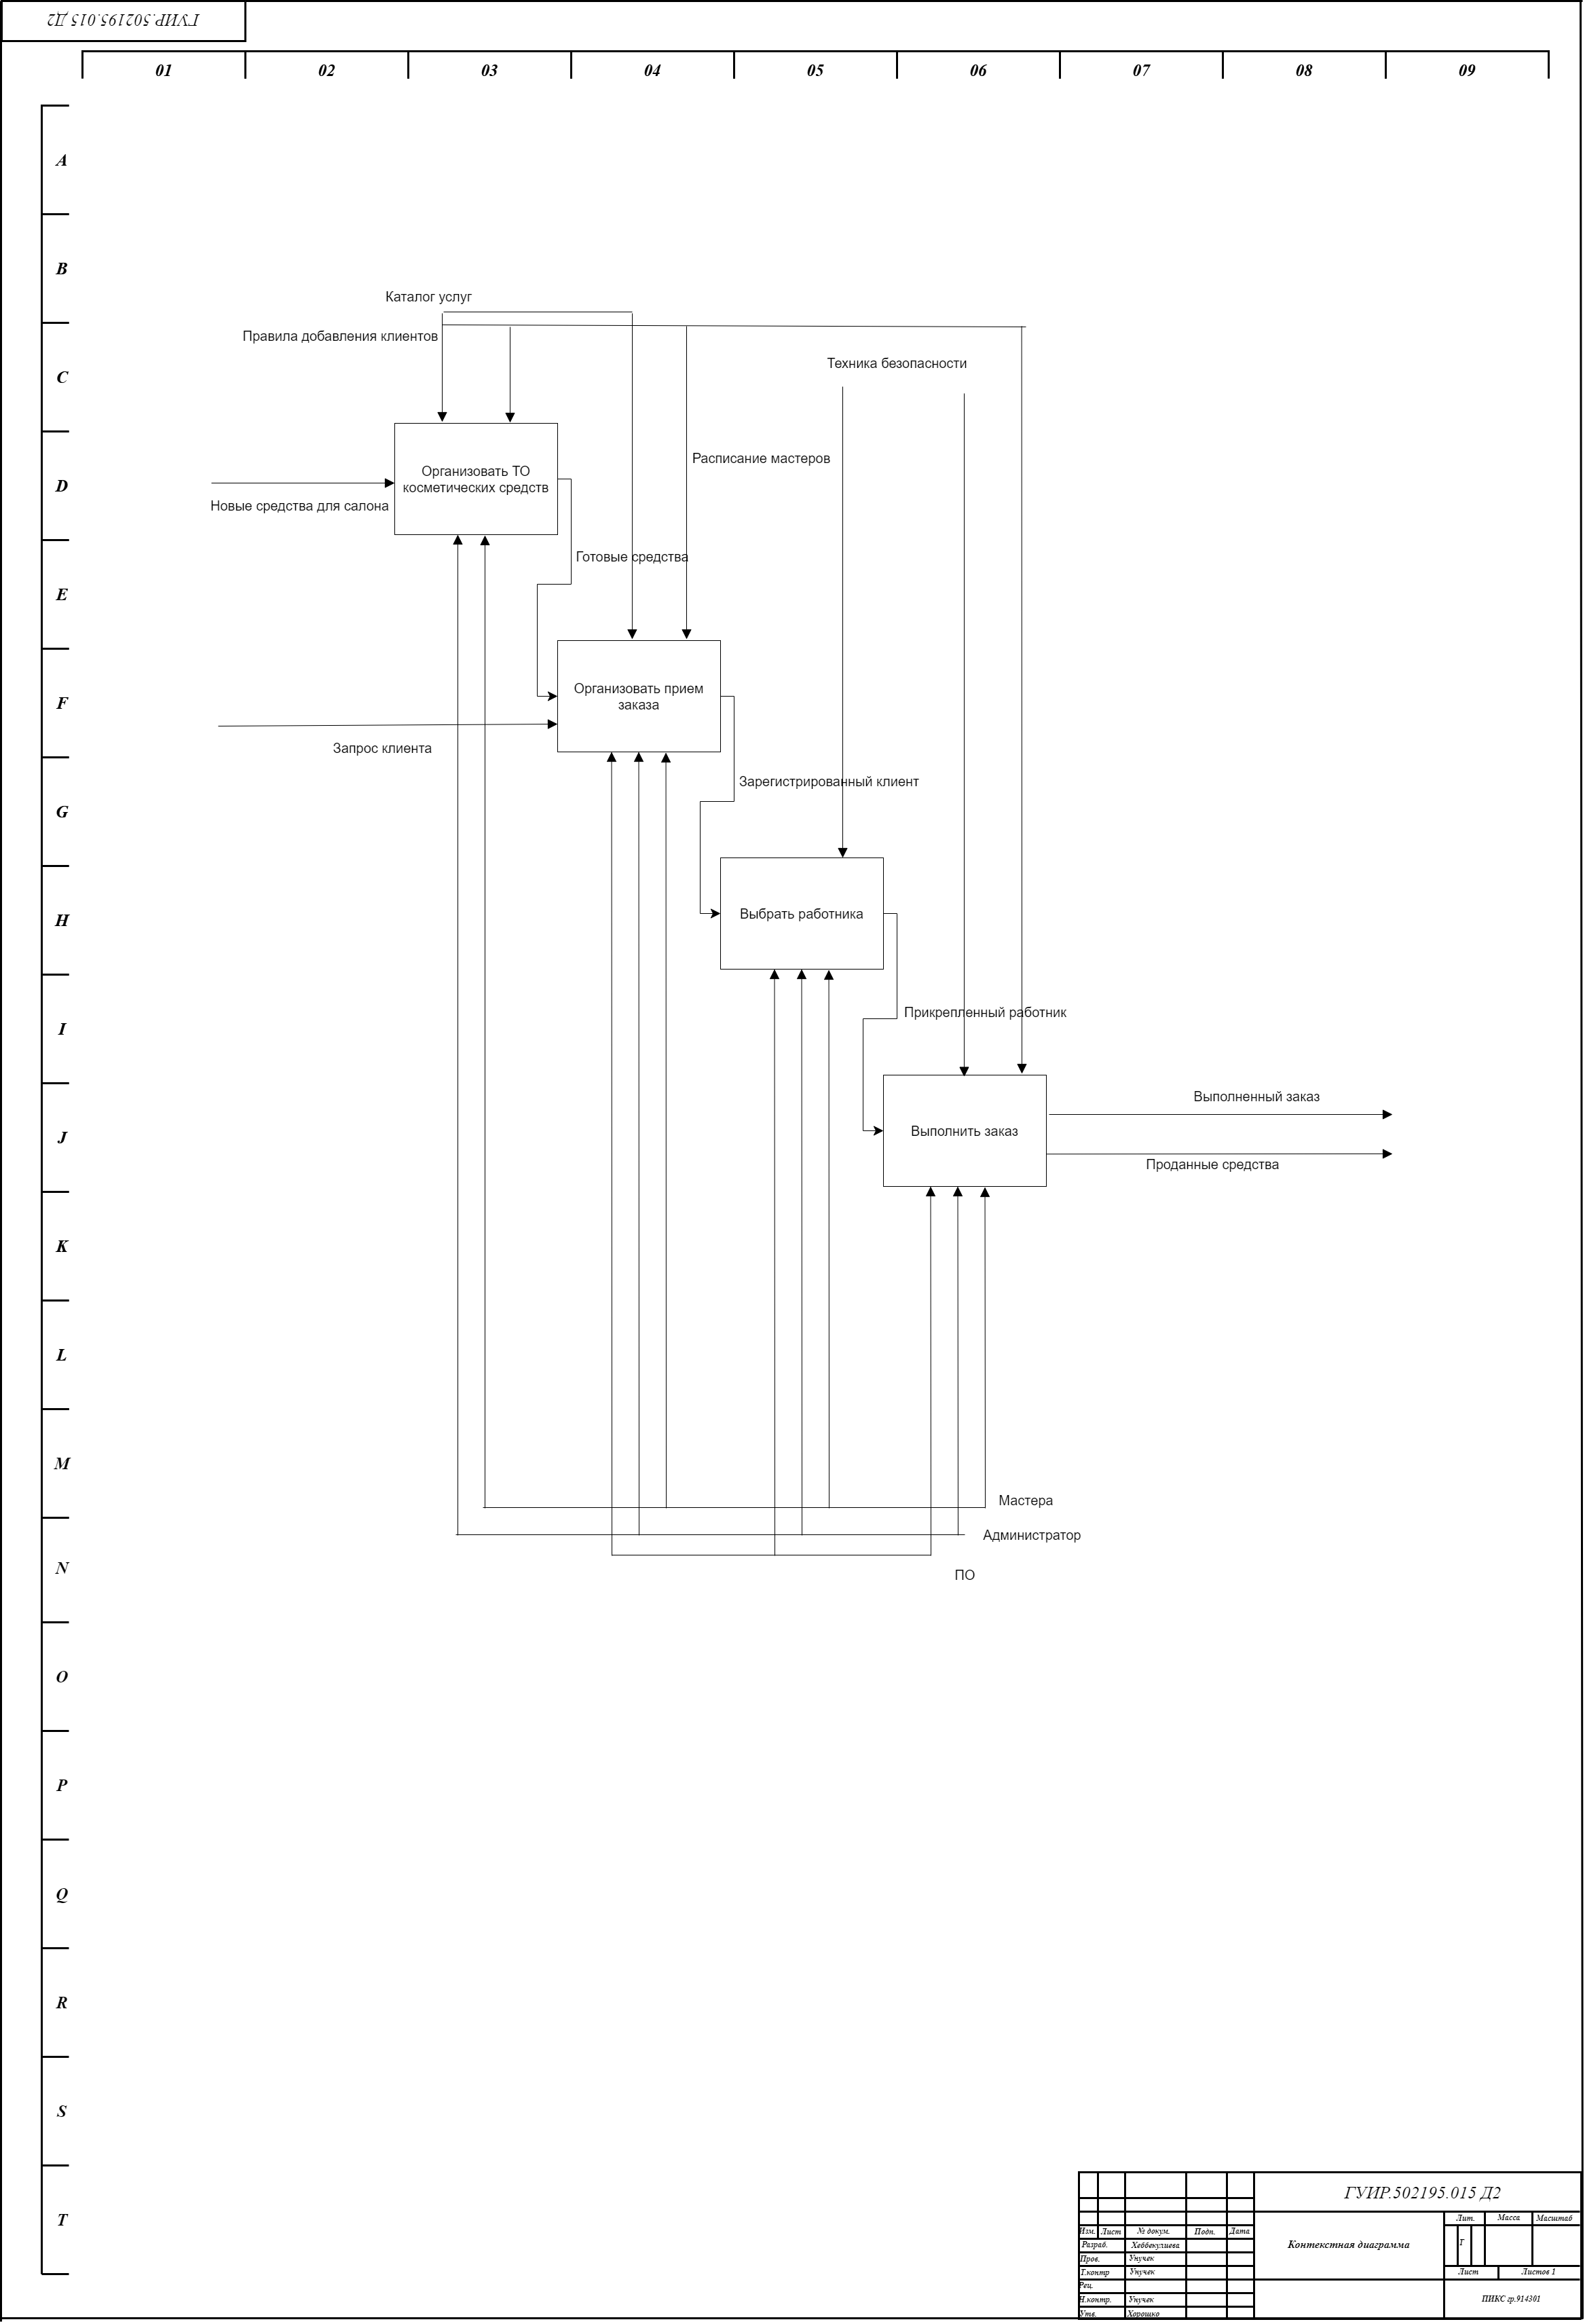 ГУИР.502195.015 Д2
01 02 03 04 05 06 07 08 09
A
B
Каталог услуг
Правила добавления клиентов
C
Техника безопасности
Расписание мастеров
Организовать ТО
косметических средств
D
Новые средства для салона
Готовые средства
E
Организовать прием
заказа
F
Запрос клиента
Зарегистрированный клиент
G
Выбрать работника
H
Прикрепленный работник
I
Выполненный заказ
Выполнить заказ
J
Проданные средства
K
L
M
Мастера
Администратор
N
ПО
O
P
Q
R
S
T
ГУИР.502195.015 Д2
Лит. Масса Масштаб
Изм. Лист № докум. Подп. Дата
Контекстная диаграмма
Т
Разраб. Хеббекулиева
Пров. Унучек
Т.контр Унучек
Лист Листов 1
Рец.
Н.контр. Унучек
ПИКС гр.914301
Утв. Хорошко